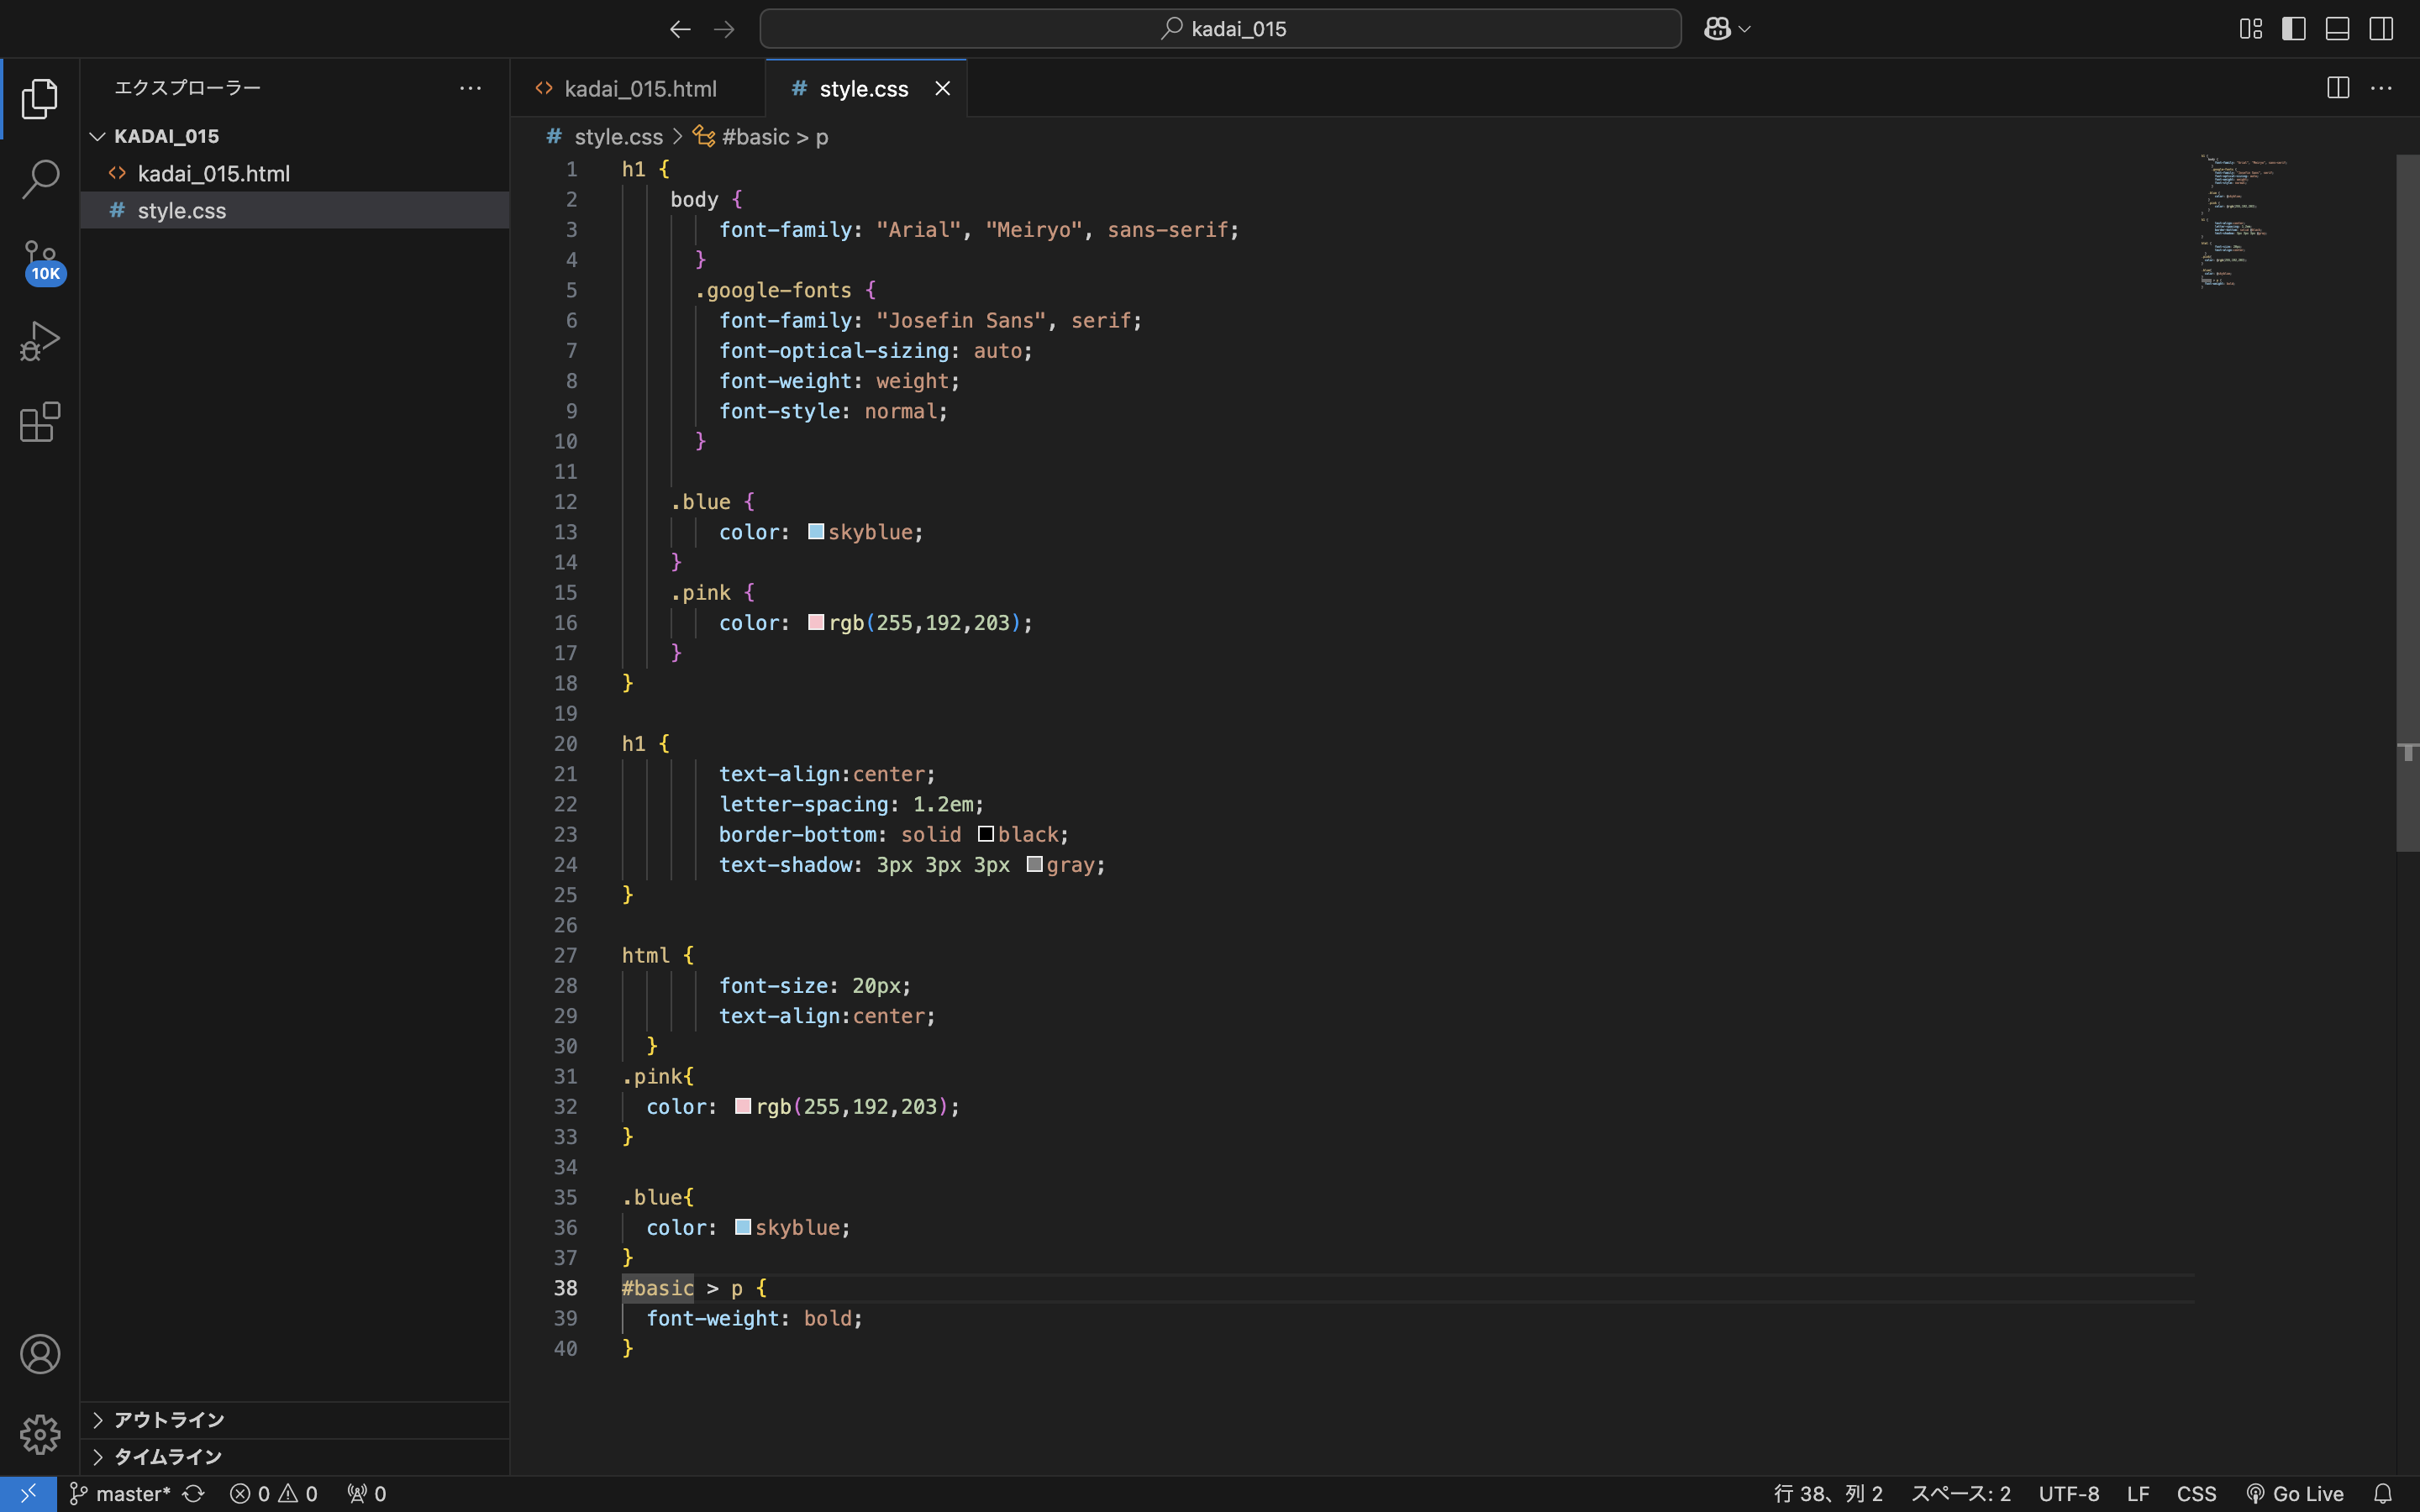 kadai_015
エクスプローラー
KADAI_015
kadai_015.html
style.css
10K
アウトライン
タイムライン
kadai_015.html
# style.css
# style.css > #basic > p
1 h1 {
2 body {
3 font-family: "Arial", "Meiryo", sans-serif;
4 }
5 .google-fonts {
6 font-family: "Josefin Sans", serif;
7 font-optical-sizing: auto;
8 font-weight: weight;
9 font-style: normal;
10 }
11
12 .blue {
13 color: skyblue;
14 }
15 .pink {
16 color: rgb(255,192,203);
17 }
18 }
19
20 h1 {
21 text-align:center;
22 letter-spacing: 1.2em;
23 border-bottom: solid black;
24 text-shadow: 3px 3px 3px gray;
25 }
26
27 html {
28 font-size: 20px;
29 text-align:center;
30 }
31 .pink{
32 color: rgb(255,192,203);
33 }
34
35 .blue{
36 color: skyblue;
37 }
38 #basic > p {
39 font-weight: bold;
40 }
master* 0 0 0 行 38、列 2 スペース: 2 UTF-8 LF CSS Go Live